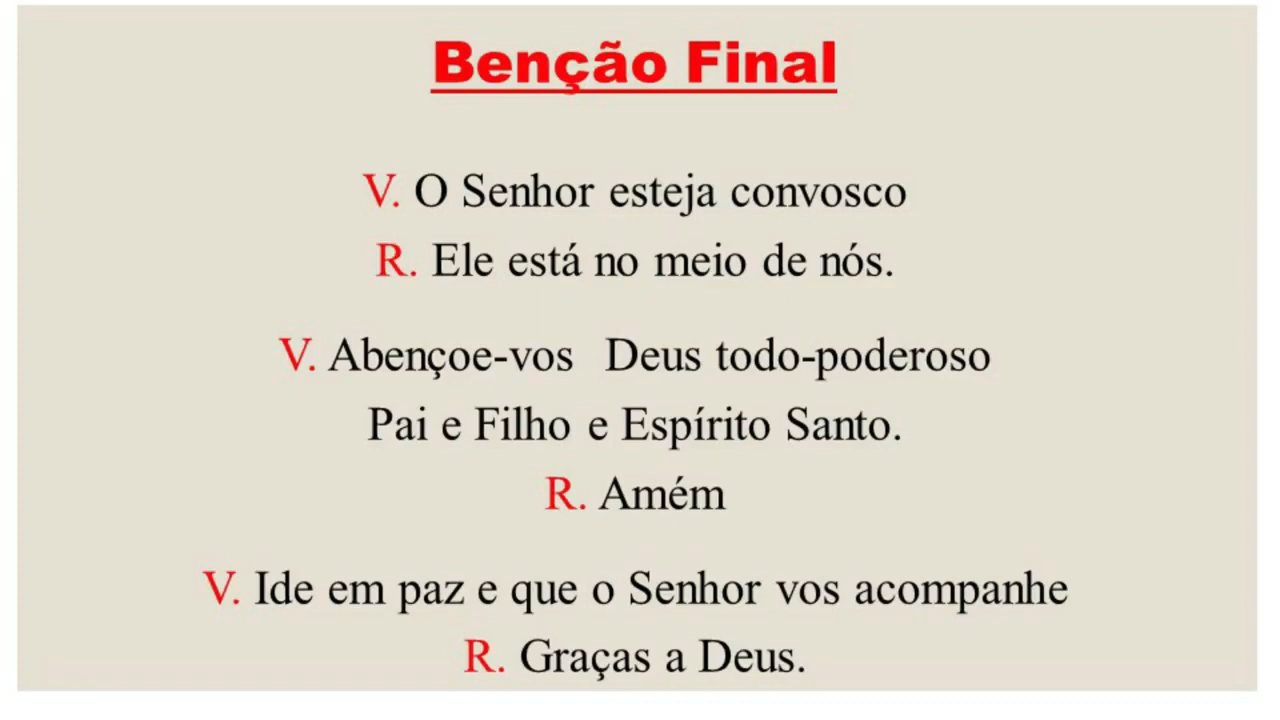 Benção Final
V. O Senhor esteja convosco
R. Ele está no meio de nós.
V. Abençoe-vos  Deus todo-poderoso
Pai e Filho e Espírito Santo.
R. Amém
V. Ide em paz e que o Senhor vos acompanhe
R. Graças a Deus.